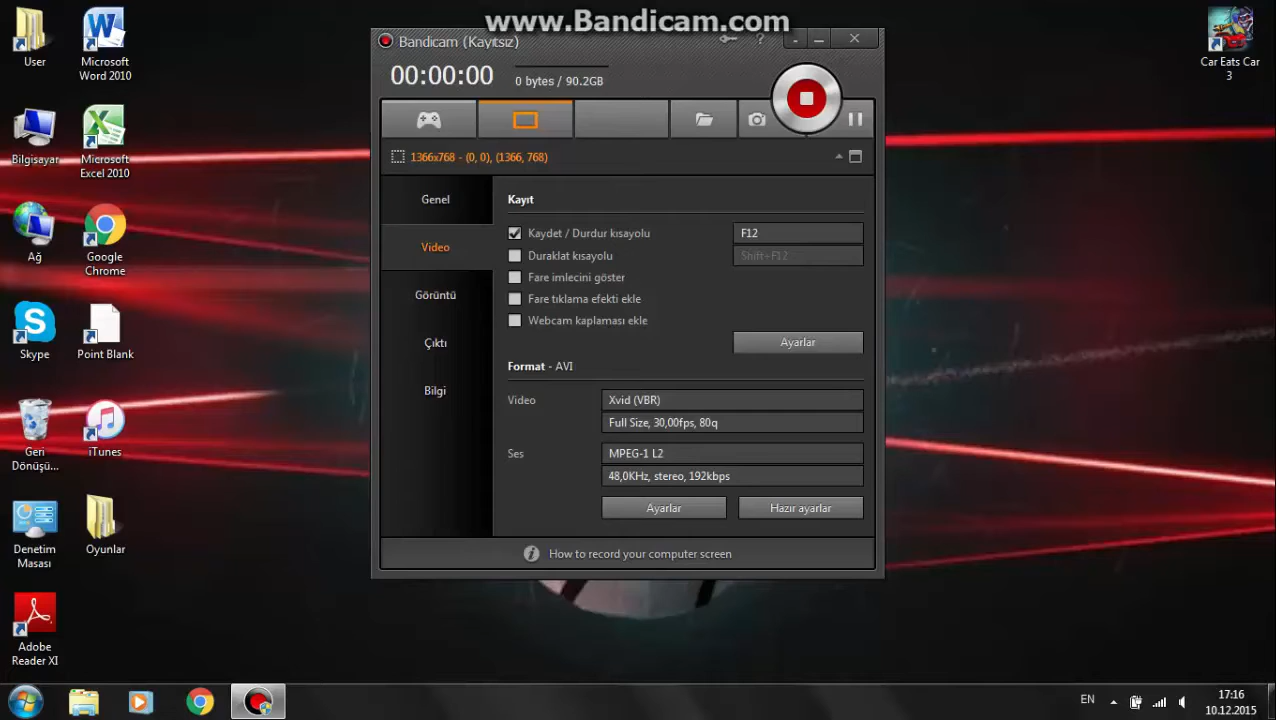 www.Bandicam.com
User
Microsoft
Word 2010
Bilgisayar
Microsoft
Excel 2010
Ağ
Google
Chrome
Skype
Point Blank
Geri
Dönüşü...
iTunes
Denetim
Masası
Oyunlar
Adobe
Reader XI
Car Eats Car
3
Bandicam (Kayıtsız)
00:00:00
0 bytes / 90.2GB
1366x768 - (0, 0), (1366, 768)
Genel
Video
Görüntü
Çıktı
Bilgi
Kayıt
Kaydet / Durdur kısayolu
F12
Duraklat kısayolu
Shift+F12
Fare imlecini göster
Fare tıklama efekti ekle
Webcam kaplaması ekle
Ayarlar
Format - AVI
Video
Xvid (VBR)
Full Size, 30,00fps, 80q
Ses
MPEG-1 L2
48,0KHz, stereo, 192kbps
Ayarlar
Hazır ayarlar
How to record your computer screen
EN
17:16
10.12.2015